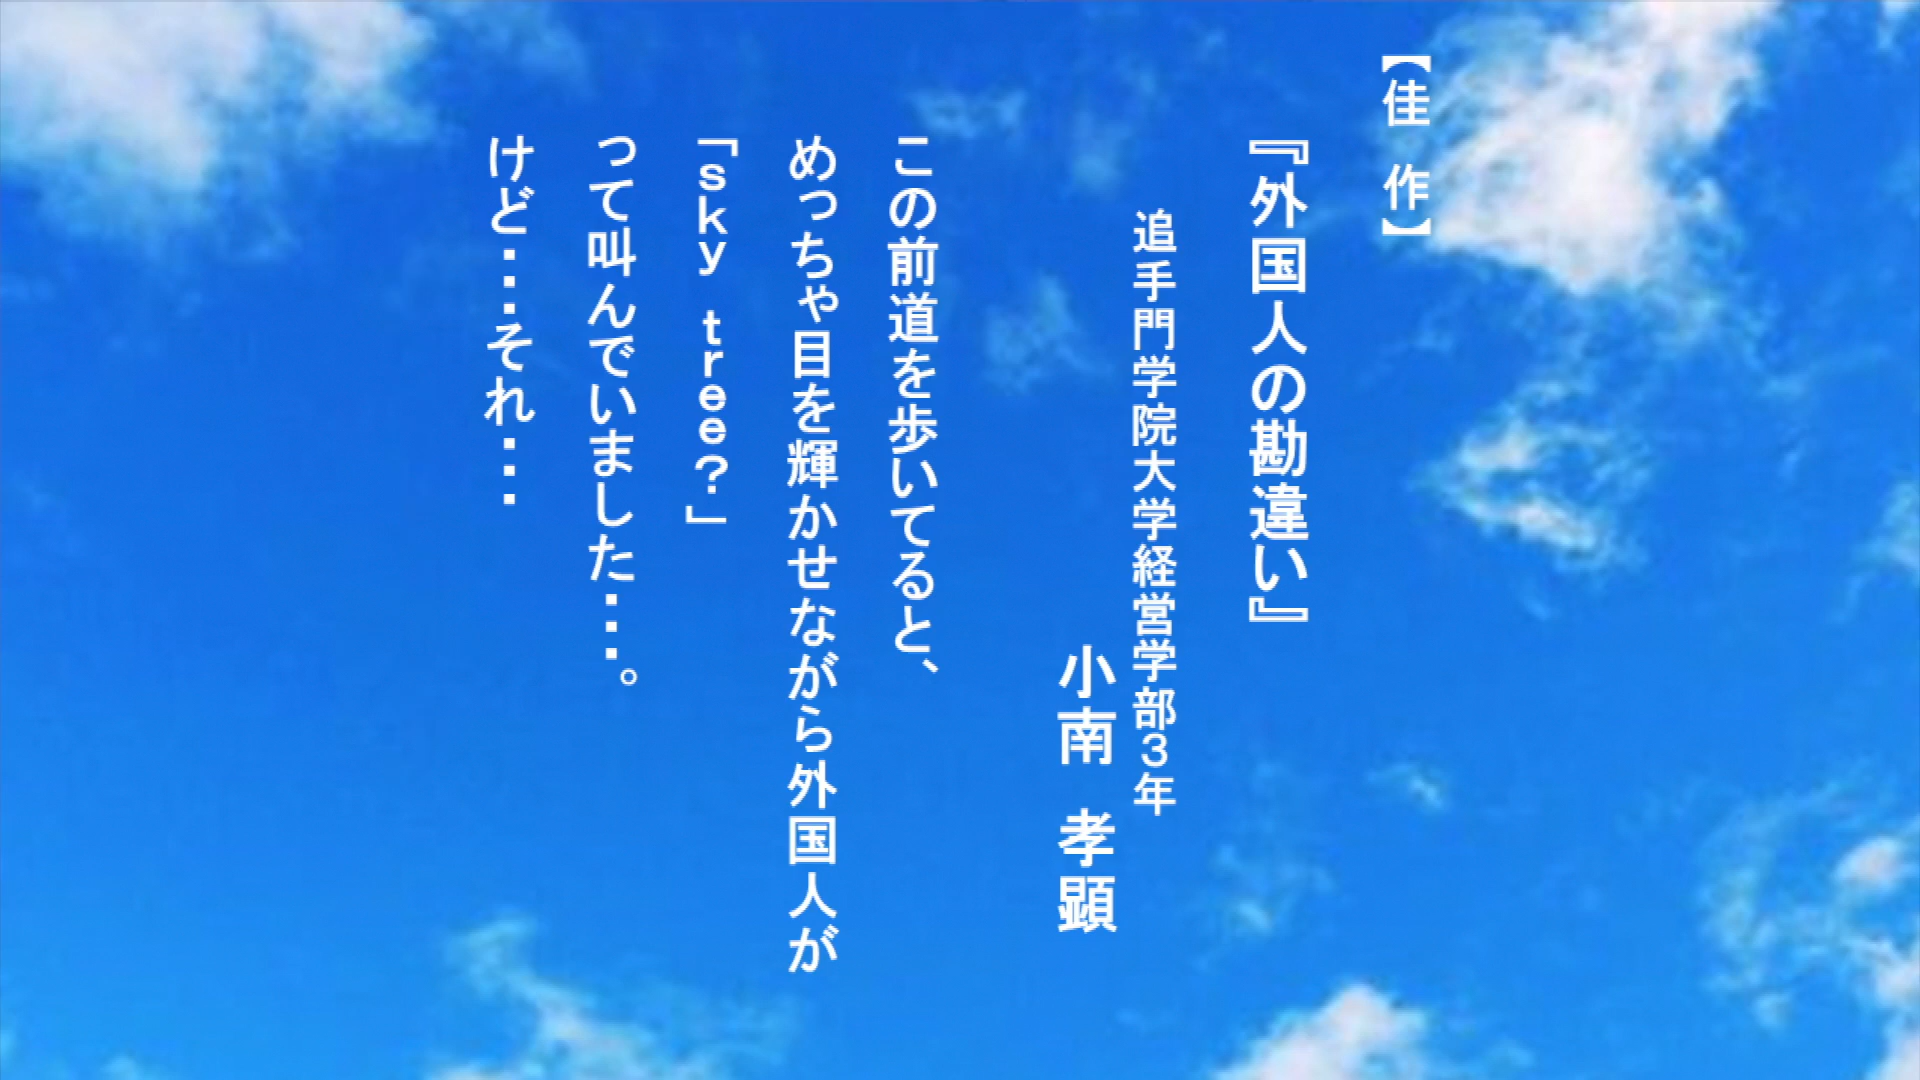 【佳　作】
『外国人の勘違い』
追手門学院大学経営学部３年
小南　孝顕
この前道を歩いてると、
めっちゃ目を輝かせながら外国人が
「ｓｋｙ　ｔｒｅｅ？」
って叫んでいました・・・。
けど・・・それ・・・